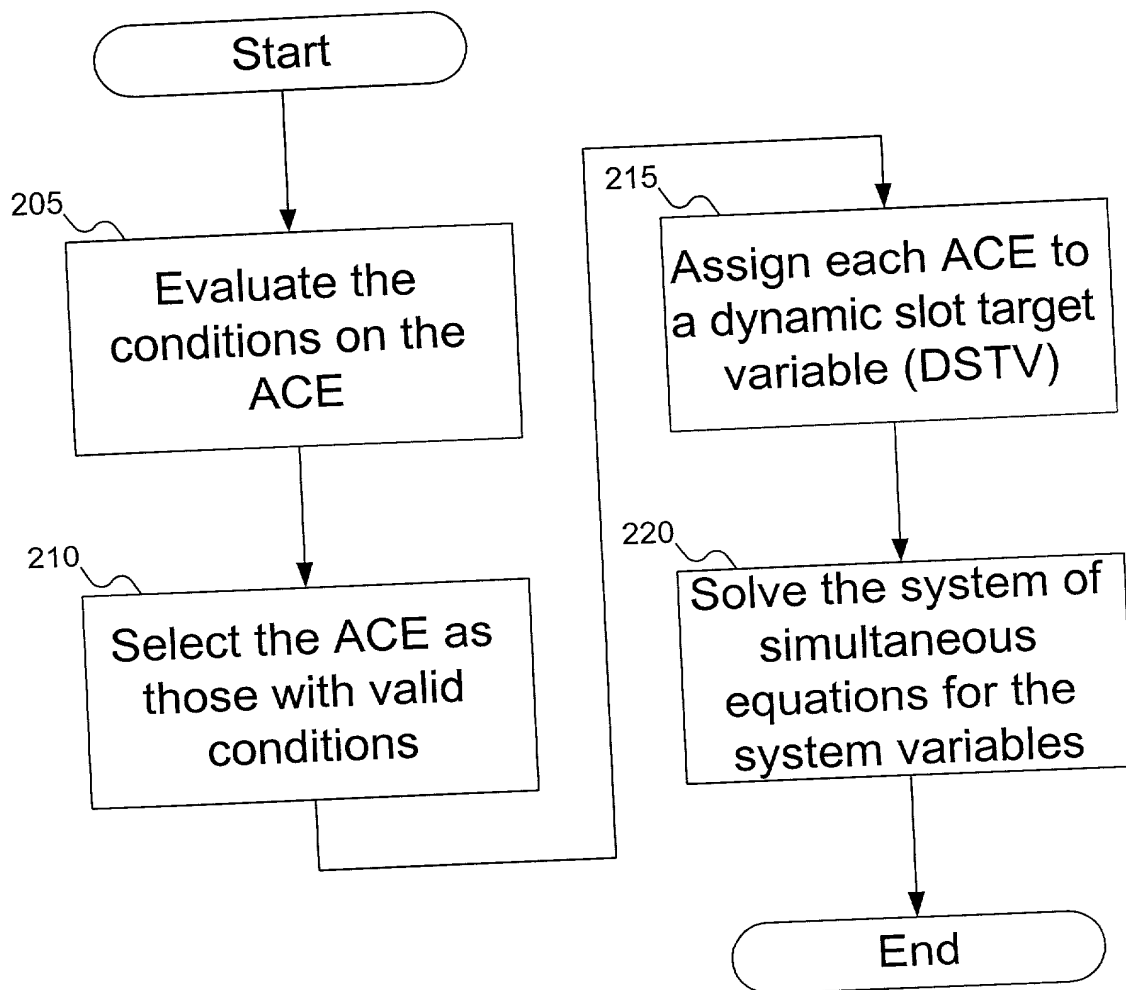 Start
205
Evaluate the
conditions on the
ACE
210
Select the ACE as
those with valid
conditions
215
Assign each ACE to
a dynamic slot target
variable (DSTV)
220
Solve the system of
simultaneous
equations for the
system variables
End